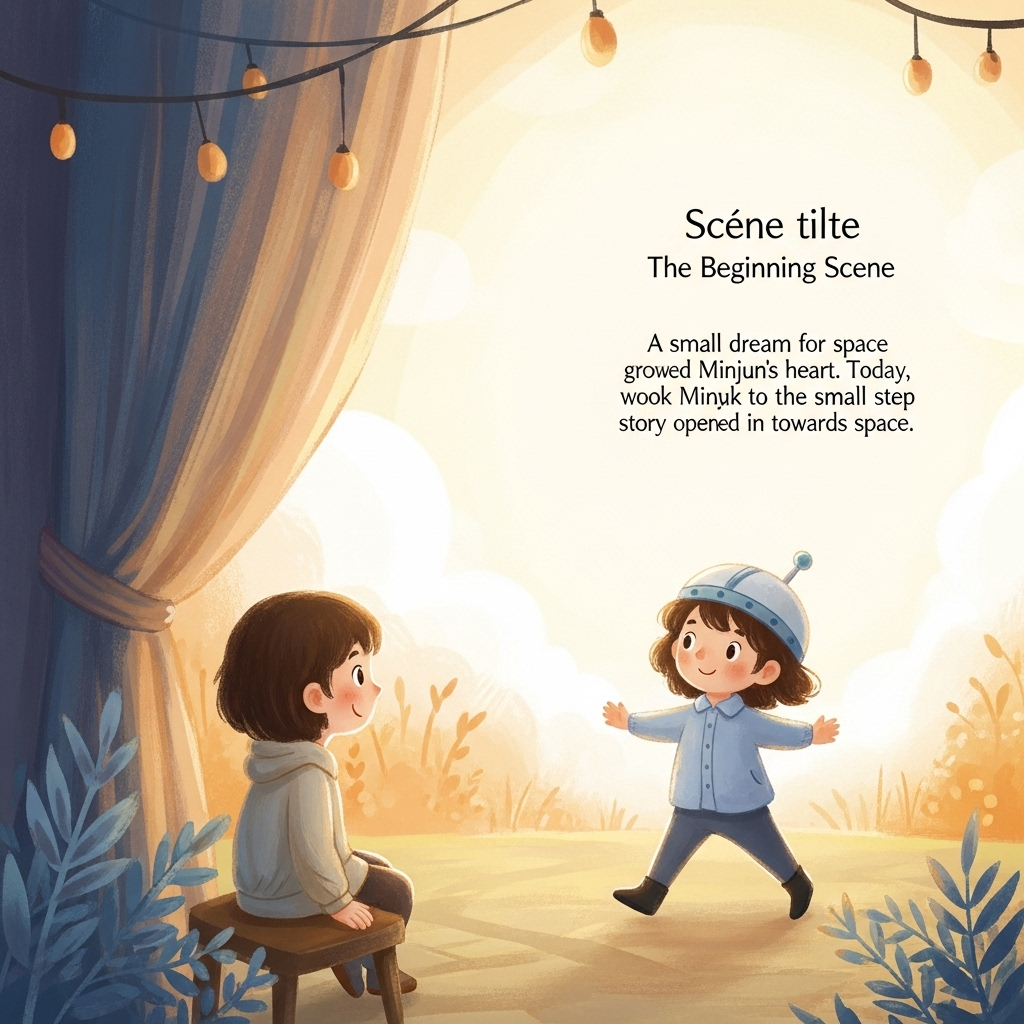 Scéne tilte
The Beginning Scene
A small dream for space
growed Minjun's heart. Today,
wook Minųk to the small step
story opened in towards space.